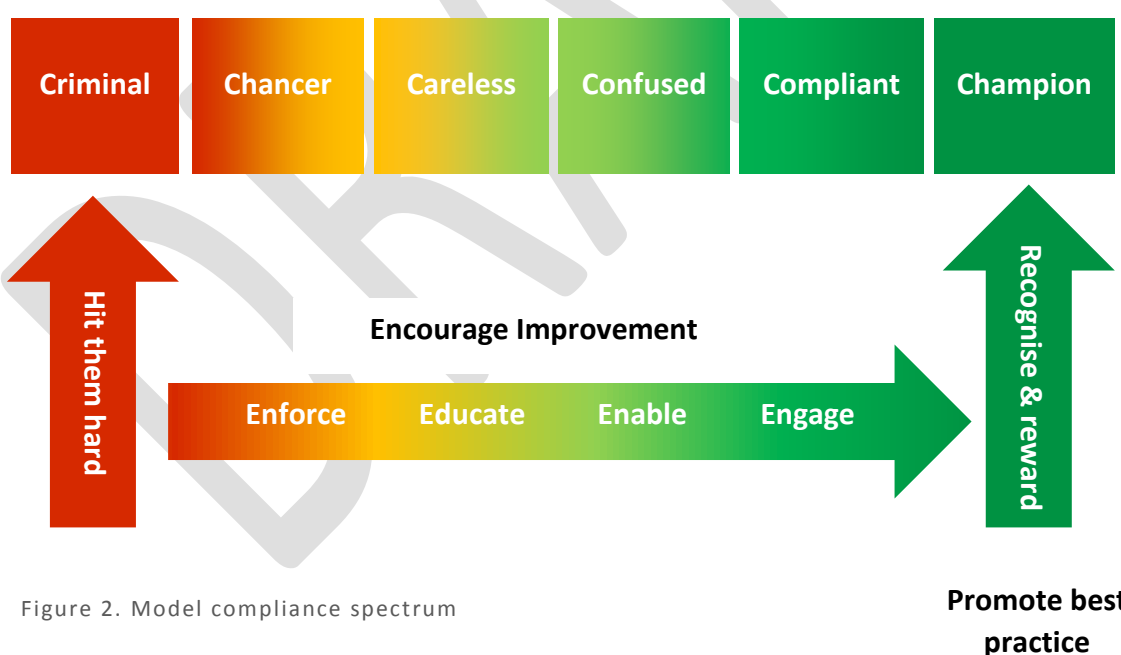 Criminal
Chancer
Careless
Confused
Compliant
Champion
Hit them hard
Encourage Improvement
Enforce
Educate
Enable
Engage
Recognise & reward
Figure 2. Model compliance spectrum
Promote best
practice